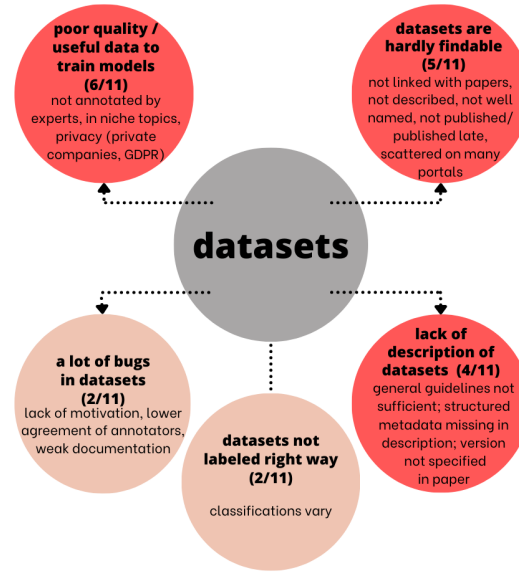 poor quality /
useful data to
train models
(6/11)
not annotated by
experts, in niche topics,
privacy (private
companies, GDPR)
datasets are
hardly findable
(5/11)
not linked with papers,
not described, not well
named, not published/
published late,
scattered on many
portals
datasets
a lot of bugs
in datasets
(2/11)
lack of motivation, lower
agreement of annotators,
weak documentation
datasets not
labeled right way
(2/11)
classifications vary
lack of
description of
datasets (4/11)
general guidelines not
sufficient; structured
metadata missing in
description; version
not specified
in paper